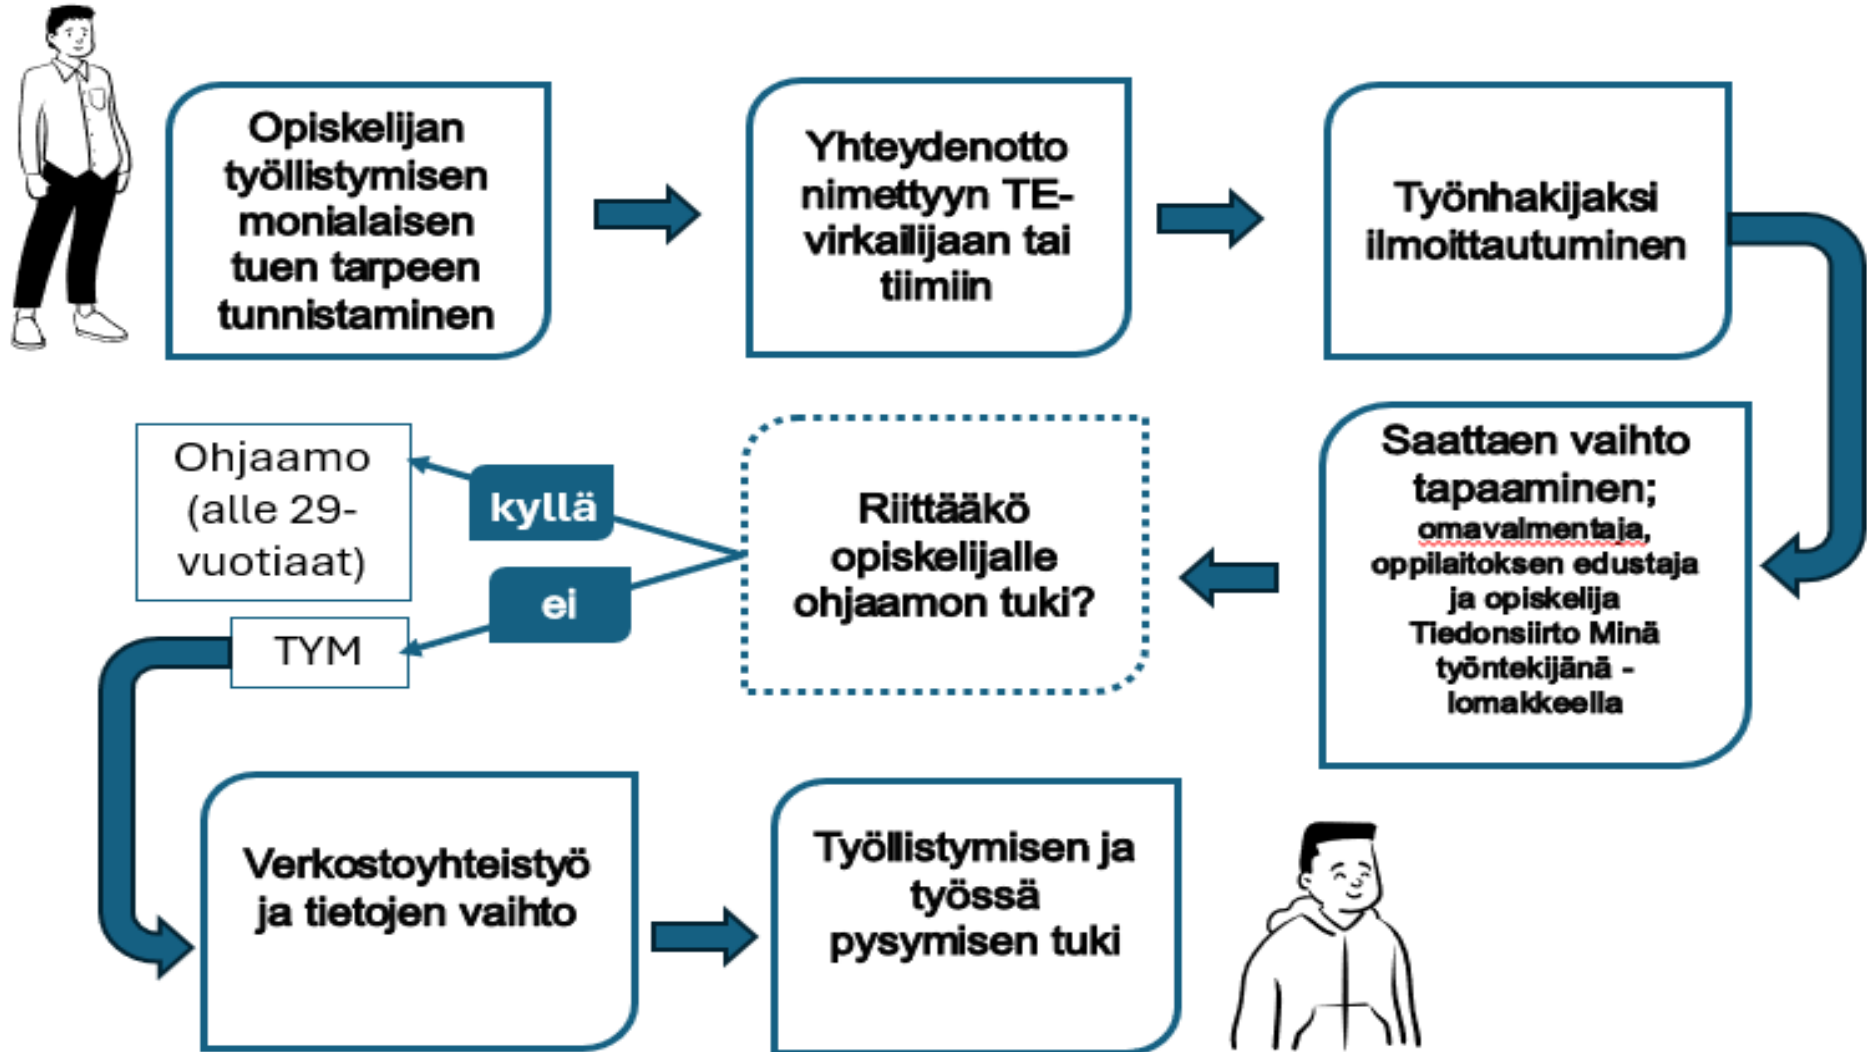 Opiskelijan
työllistymisen
monialaisen
tuen tarpeen
tunnistaminen
Yhteydenotto
nimettyyn TE-
virkailijaan tai
tiimiin
Työnhakijaksi
ilmoittautuminen
Saattaen vaihto
tapaaminen;
omavalmentaja,
oppilaitoksen edustaja
ja opiskelija
Tiedonsiirto Minä
työntekijänä -
lomakkeella
Riittääkö
opiskelijalle
ohjaamon tuki?
kyllä
ei
Ohjaamo
(alle 29-
vuotiaat)
TYM
Verkostoyhteistyö
ja tietojen vaihto
Työllistymisen ja
työssä
pysymisen tuki